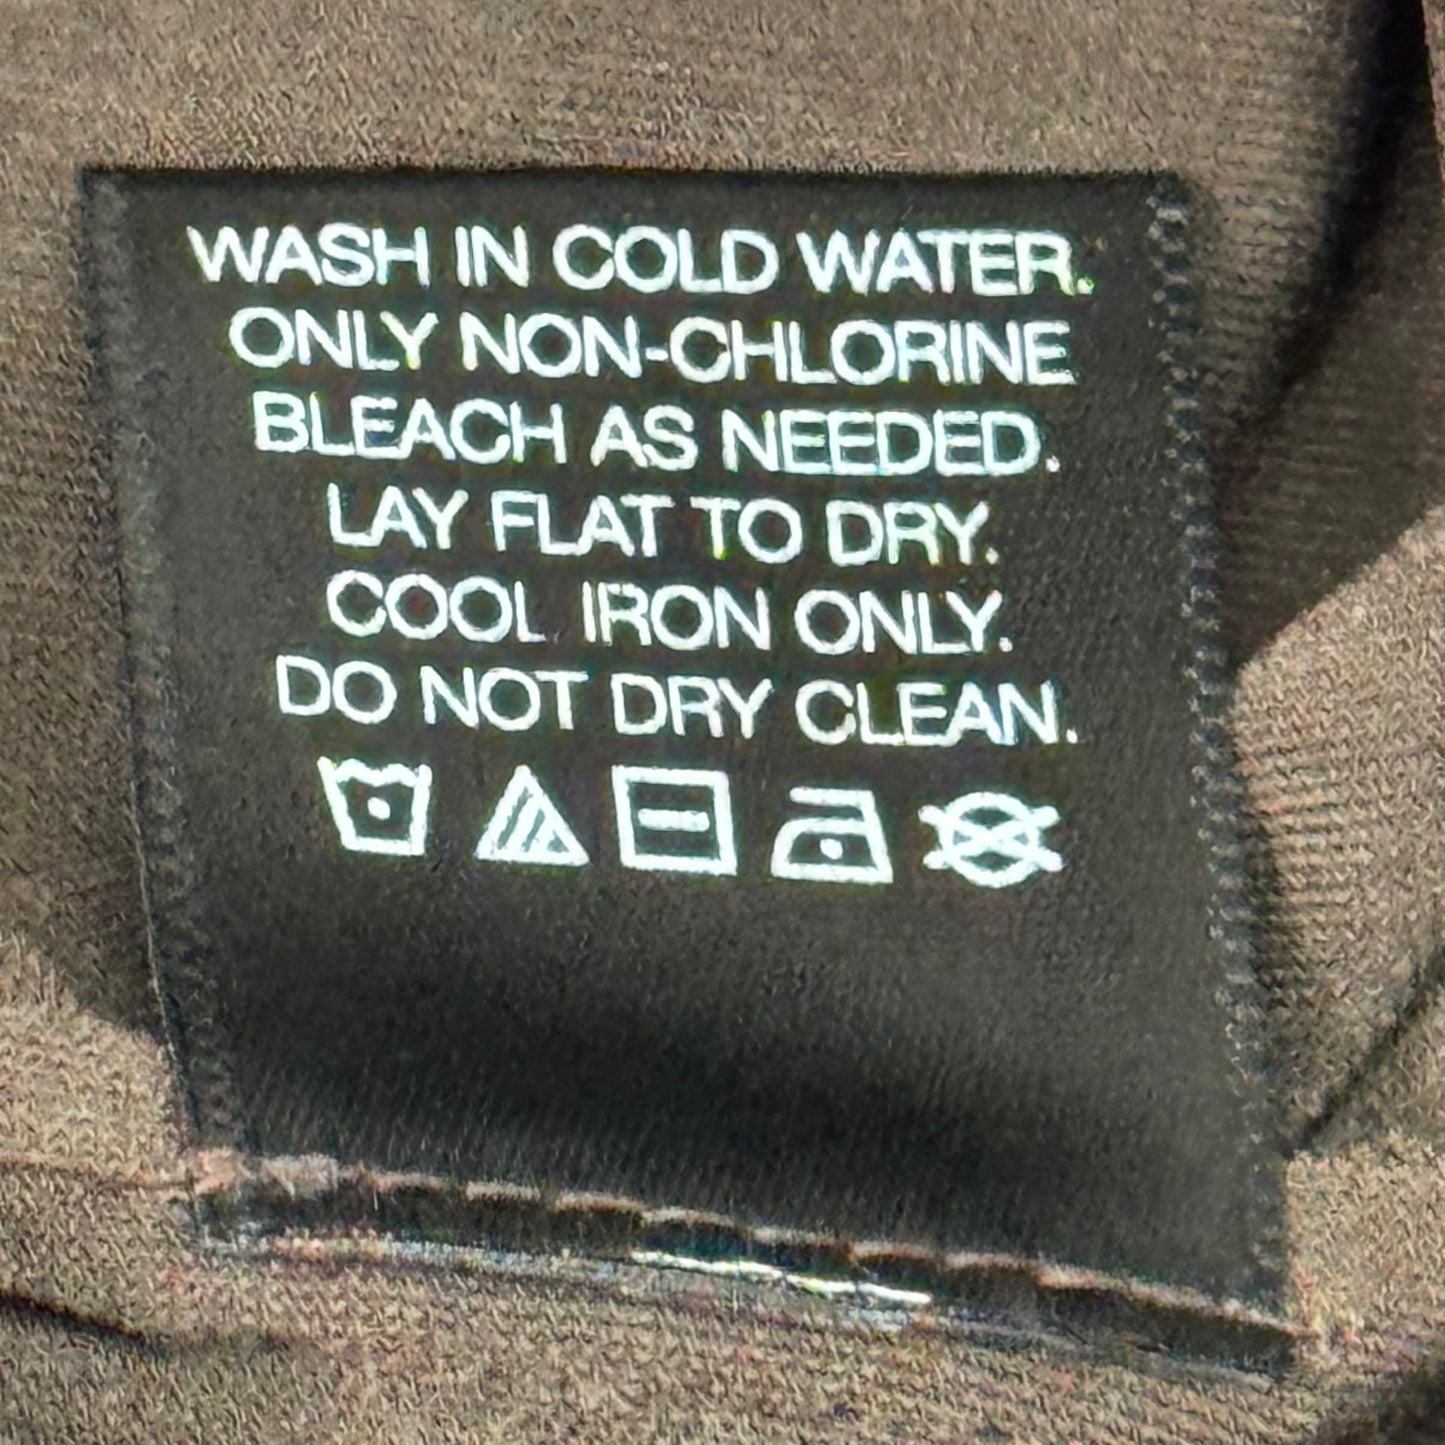 WASH IN COLD WATER.
ONLY NON-CHLORINE
BLEACH AS NEEDED.
LAY FLAT TO DRY.
COOL IRON ONLY.
DO NOT DRY CLEAN.